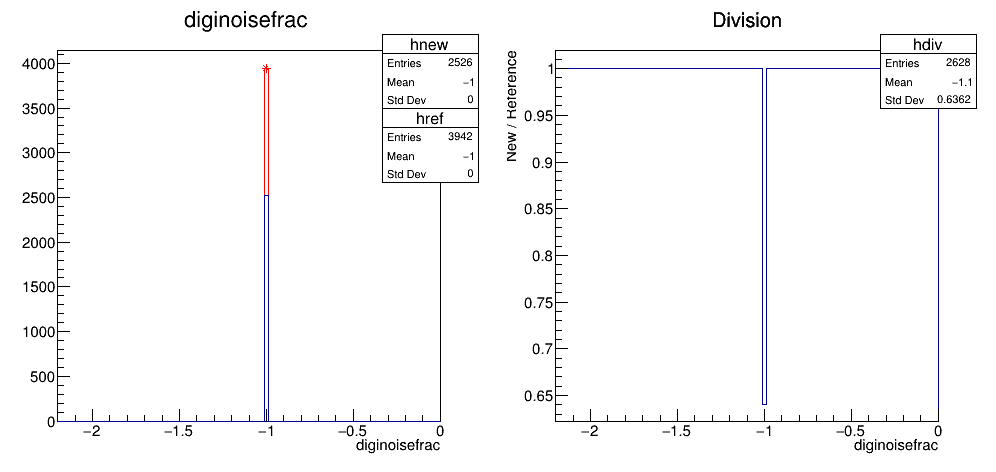 diginoisefrac
hnew
Entries 2526
Mean −1
Std Dev 0
href
Entries 3942
Mean −1
Std Dev 0
4000
3500
3000
2500
2000
1500
1000
500
0
−2 −1.5 −1 −0.5 0
diginoisefrac
Division
hdiv
Entries 2628
Mean −1.1
Std Dev 0.6362
New / Reference
1
0.95
0.9
0.85
0.8
0.75
0.7
0.65
−2 −1.5 −1 −0.5 0
diginoisefrac